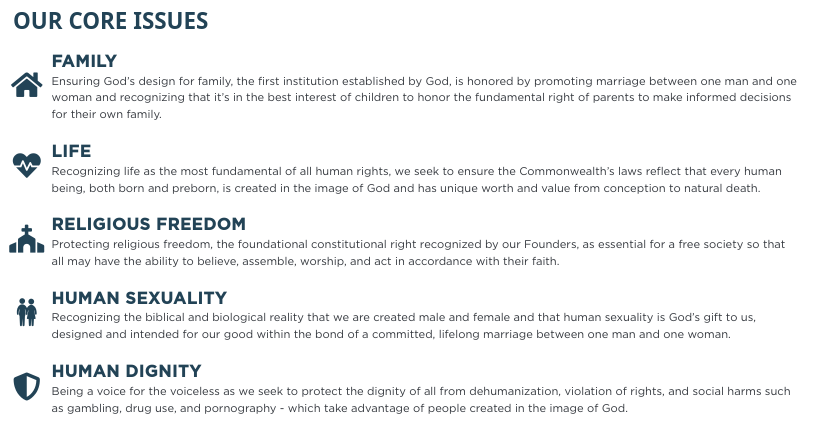 OUR CORE ISSUES
FAMILY
Ensuring God's design for family, the first institution established by God, is honored by promoting marriage between one man and one
woman and recognizing that it's in the best interest of children to honor the fundamental right of parents to make informed decisions
for their own family.
LIFE
Recognizing life as the most fundamental of all human rights, we seek to ensure the Commonwealth's laws reflect that every human
being, both born and preborn, is created in the image of God and has unique worth and value from conception to natural death.
RELIGIOUS FREEDOM
Protecting religious freedom, the foundational constitutional right recognized by our Founders, as essential for a free society so that
all may have the ability to believe, assemble, worship, and act in accordance with their faith.
HUMAN SEXUALITY
Recognizing the biblical and biological reality that we are created male and female and that human sexuality is God's gift to us,
designed and intended for our good within the bond of a committed, lifelong marriage between one man and one woman.
HUMAN DIGNITY
Being a voice for the voiceless as we seek to protect the dignity of all from dehumanization, violation of rights, and social harms such
as gambling, drug use, and pornography - which take advantage of people created in the image of God.